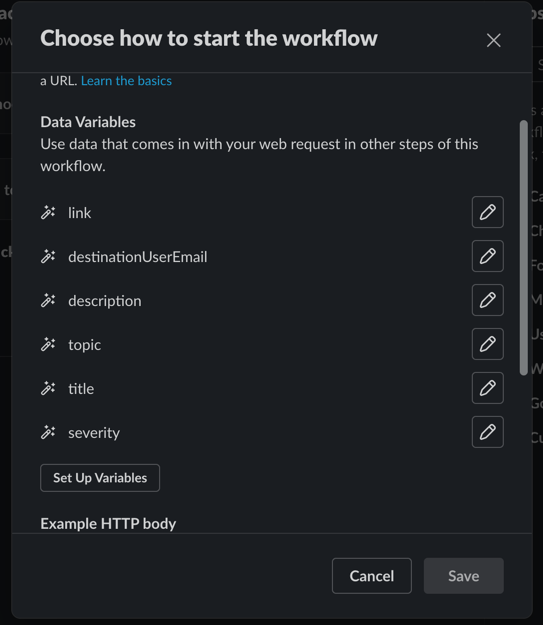 Choose how to start the workflow
a URL. Learn the basics
Data Variables
Use data that comes in with your web request in other steps of this
workflow.
link
destinationUserEmail
description
topic
title
severity
Set Up Variables
Example HTTP body
Cancel
Save